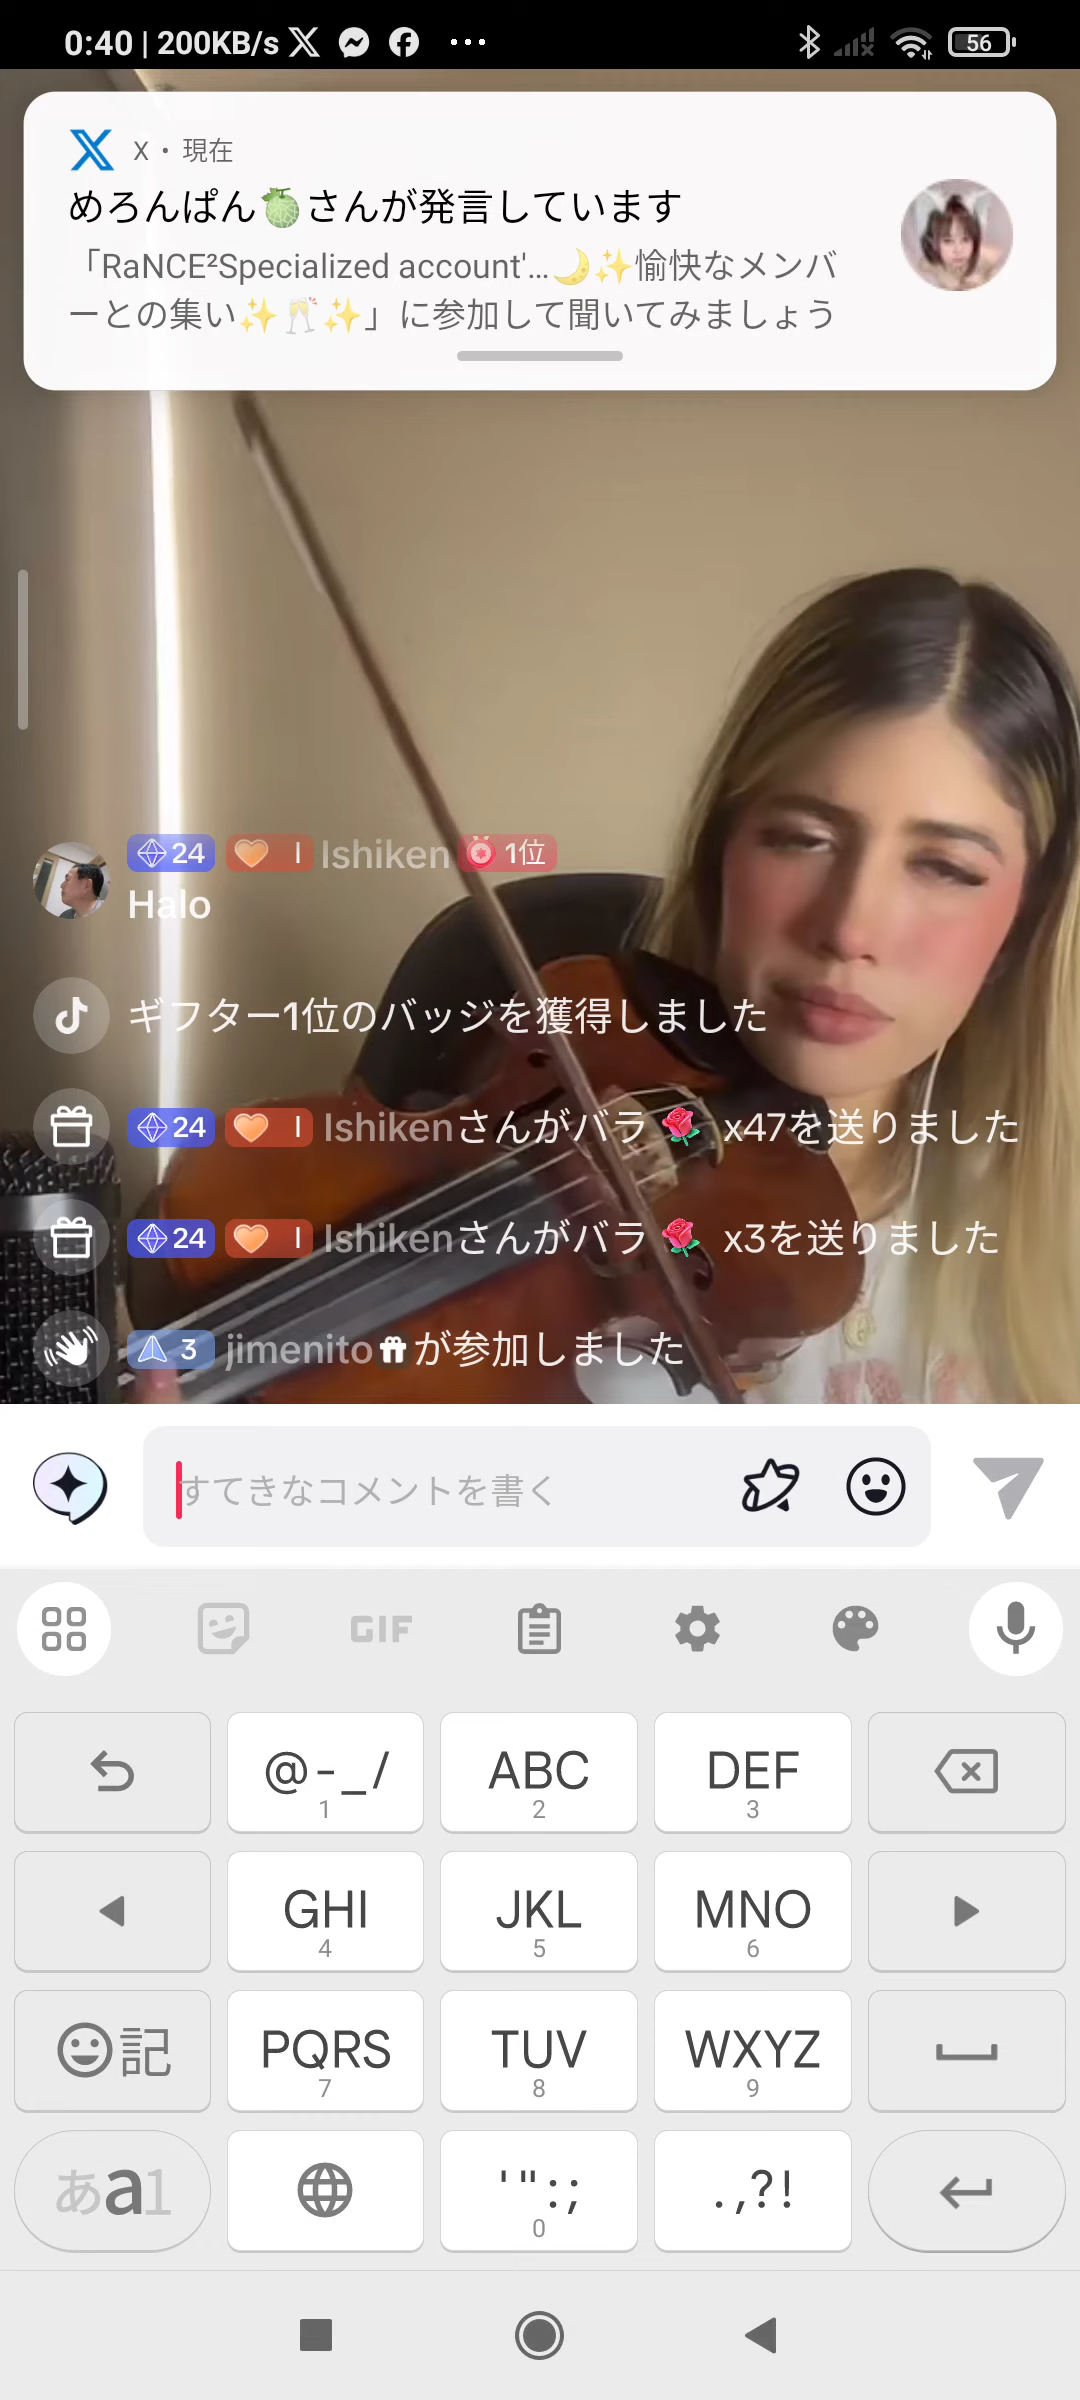 0:40 | 200KB/s
56
X・現在
めろんぱん🍈さんが発言しています
「RaNCE²Specialized account'...🌙✨愉快なメンバ
ーとの集い✨🥂✨」に参加して聞いてみましょう
24 I Ishiken 1位
Halo
ギフター1位のバッジを獲得しました
24 I Ishikenさんがバラ🌹 x47を送りました
24 I Ishikenさんがバラ🌹 x3を送りました
3 jimenitoが参加しました
すてきなコメントを書く
GIF
@-_/ ABC DEF
1 2 3
GHI JKL MNO
4 5 6
記 PQRS TUV WXYZ
7 8 9
あa1 '":; .,?!
0